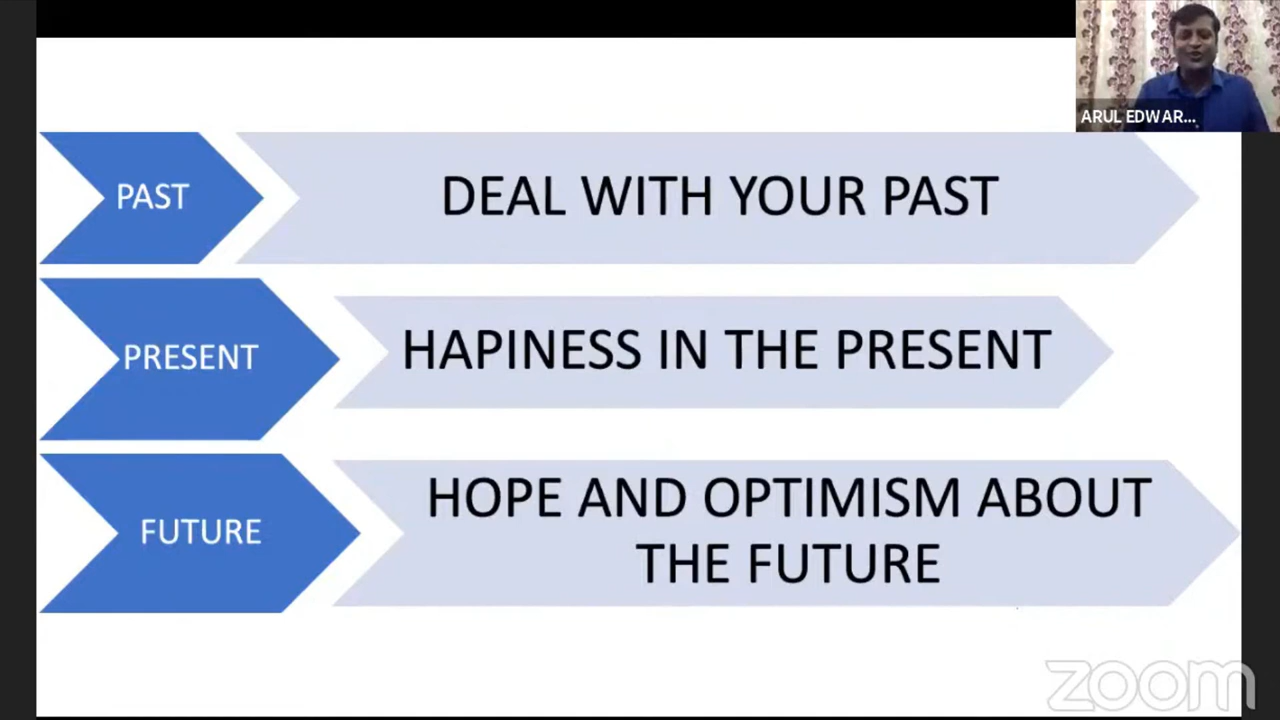 ARUL EDWAR...
PAST
DEAL WITH YOUR PAST
PRESENT
HAPINESS IN THE PRESENT
FUTURE
HOPE AND OPTIMISM ABOUT
THE FUTURE
zoom